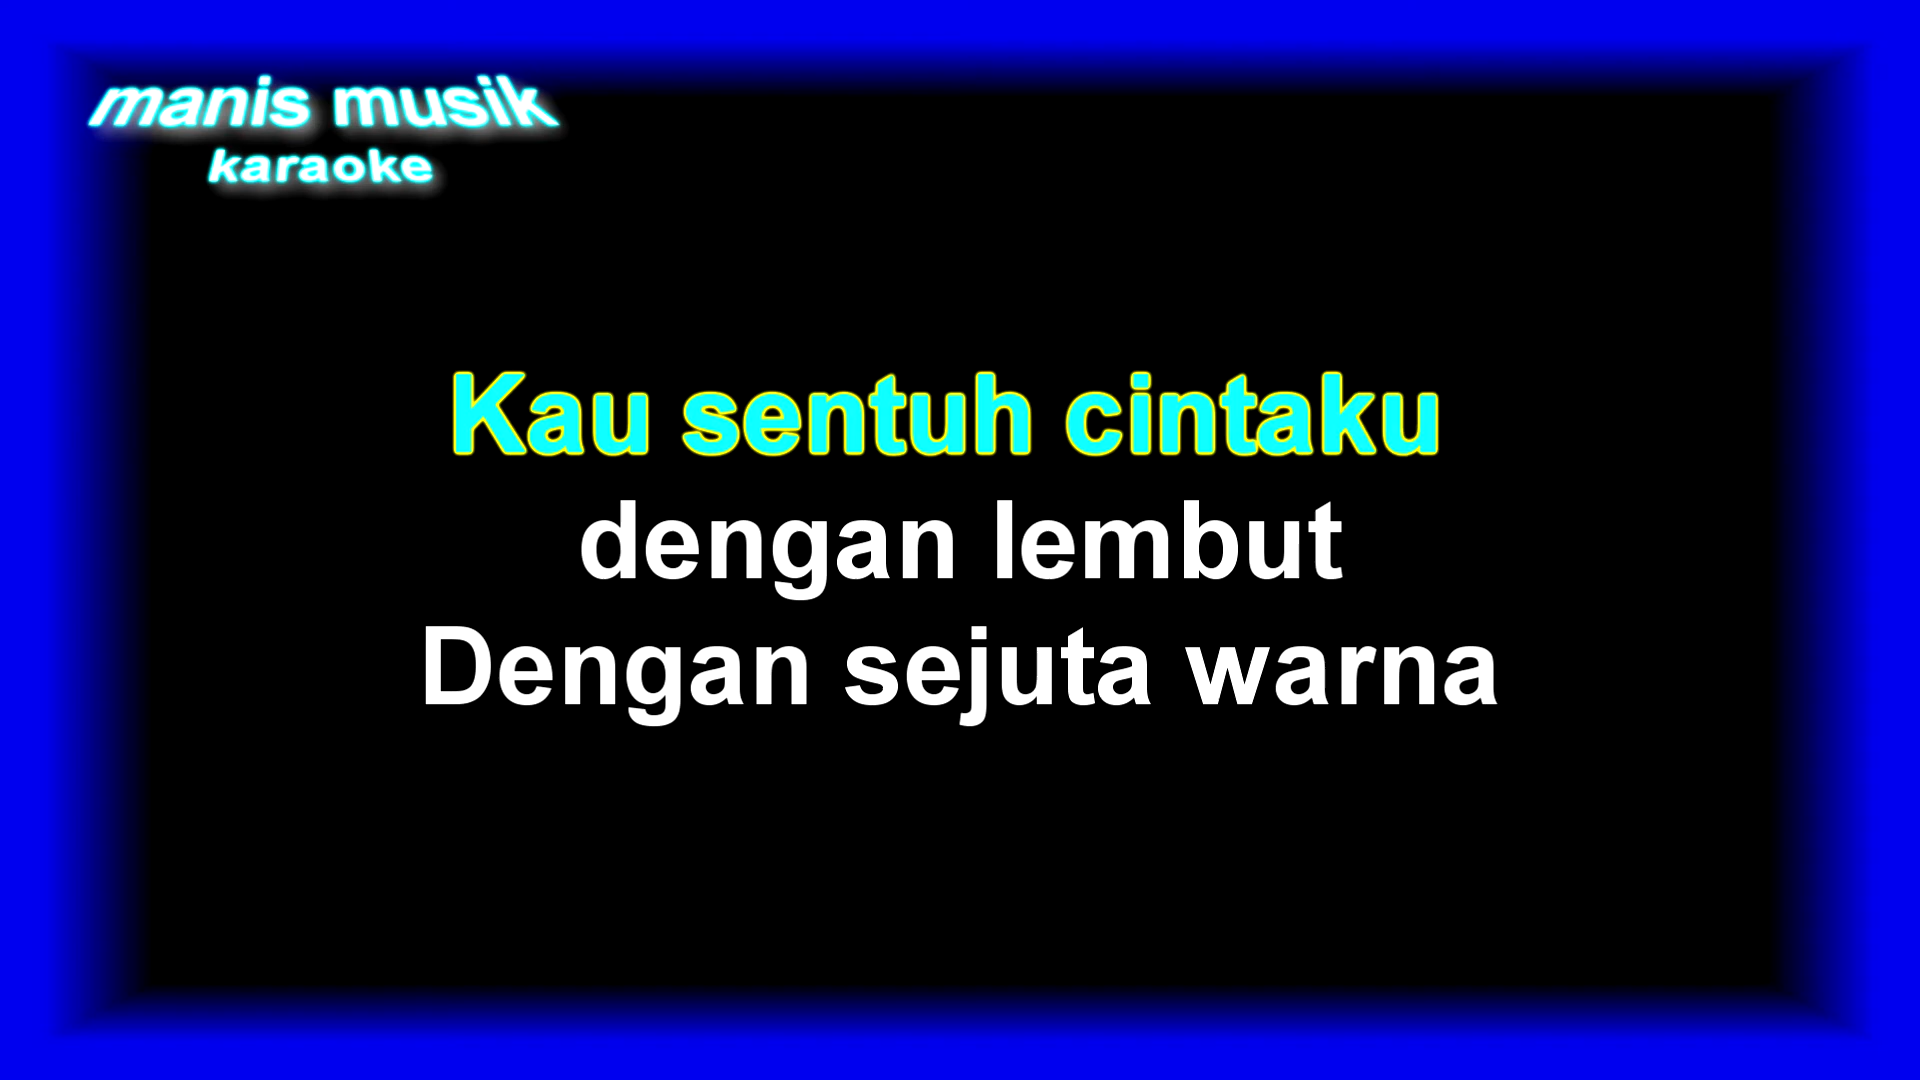 manis musik
karaoke
Kau sentuh cintaku
dengan lembut
Dengan sejuta warna